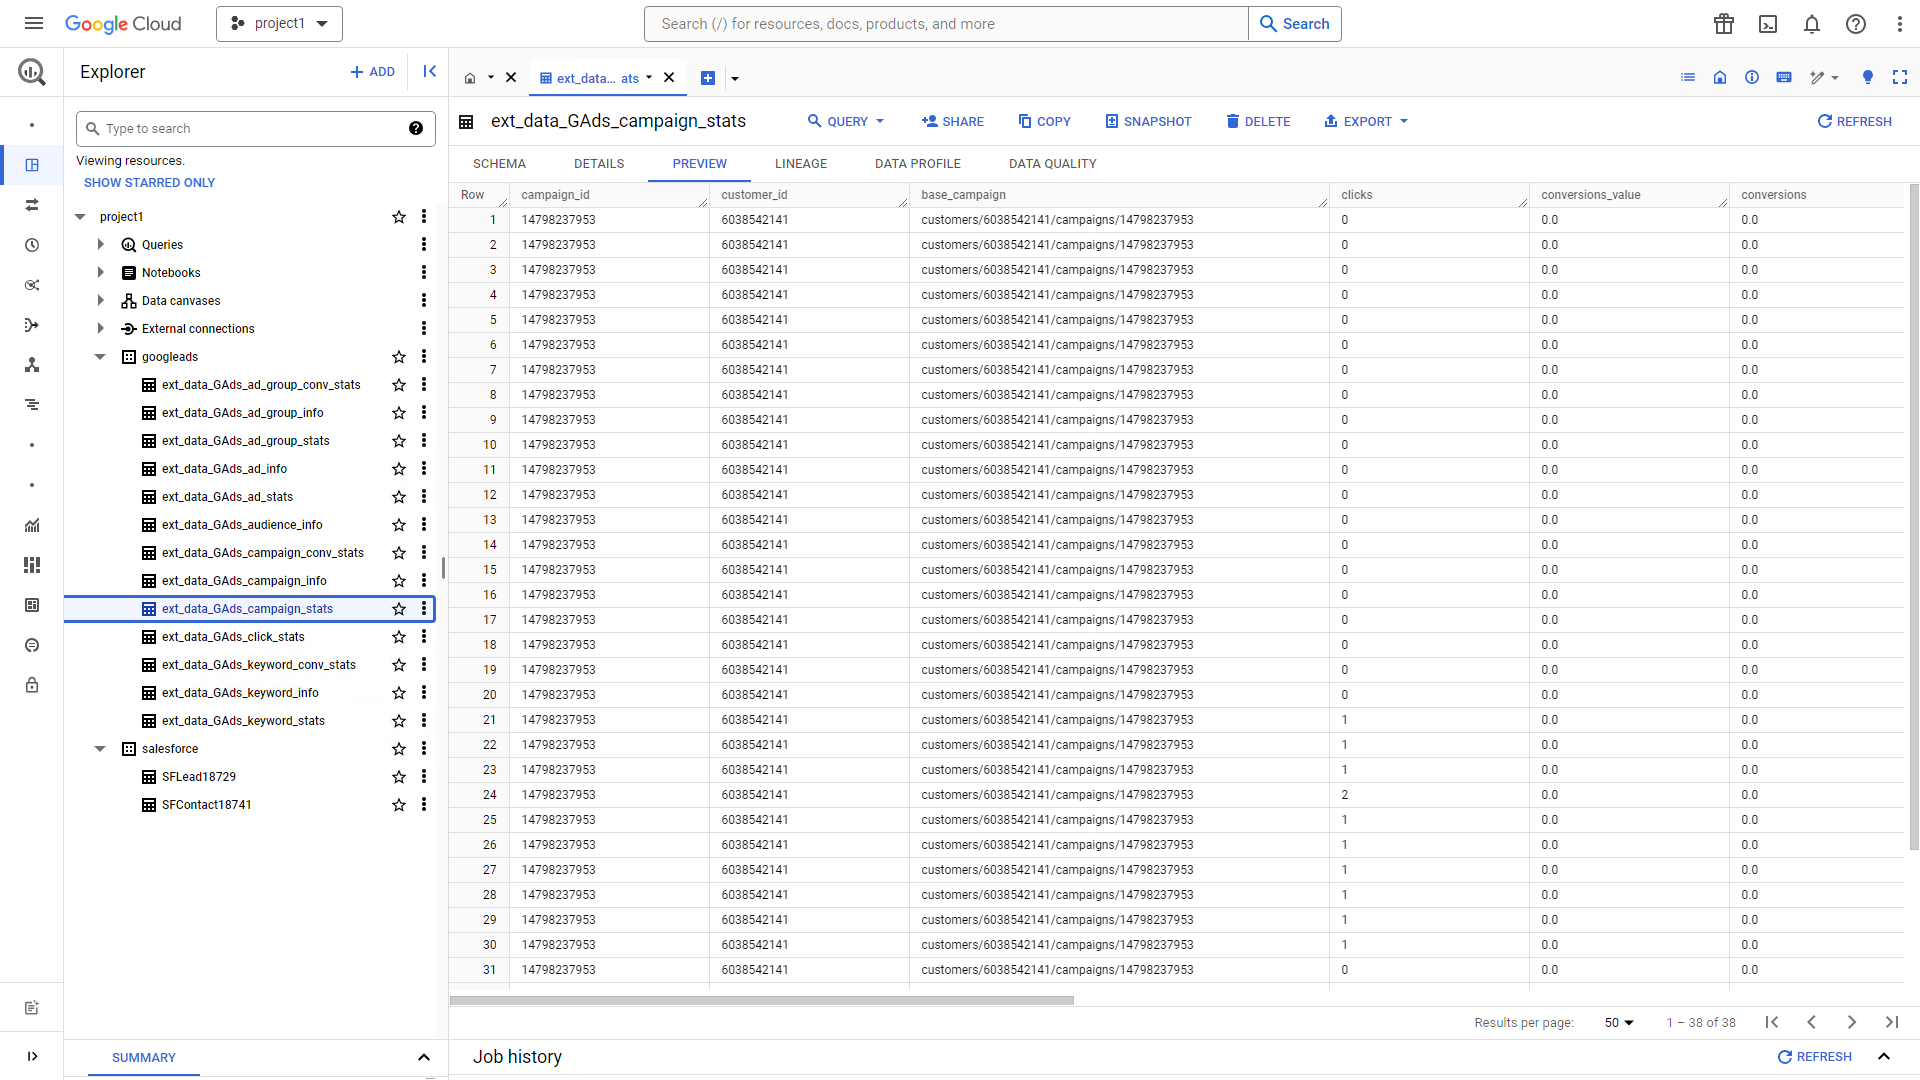 Google Cloud
project1
Search (/) for resources, docs, products, and more
Search
Explorer
ADD
ext_data... ats
Type to search
Viewing resources.
SHOW STARRED ONLY
project1
Queries
Notebooks
Data canvases
External connections
googleads
ext_data_GAds_ad_group_conv_stats
ext_data_GAds_ad_group_info
ext_data_GAds_ad_group_stats
ext_data_GAds_ad_info
ext_data_GAds_ad_stats
ext_data_GAds_audience_info
ext_data_GAds_campaign_conv_stats
ext_data_GAds_campaign_info
ext_data_GAds_campaign_stats
ext_data_GAds_click_stats
ext_data_GAds_keyword_conv_stats
ext_data_GAds_keyword_info
ext_data_GAds_keyword_stats
salesforce
SFLead18729
SFContact18741
SUMMARY
ext_data_GAds_campaign_stats
QUERY SHARE COPY SNAPSHOT DELETE EXPORT REFRESH
SCHEMA DETAILS PREVIEW LINEAGE DATA PROFILE DATA QUALITY
Row campaign_id customer_id base_campaign clicks conversions_value conversions
1 14798237953 6038542141 customers/6038542141/campaigns/14798237953 0 0.0 0.0
2 14798237953 6038542141 customers/6038542141/campaigns/14798237953 0 0.0 0.0
3 14798237953 6038542141 customers/6038542141/campaigns/14798237953 0 0.0 0.0
4 14798237953 6038542141 customers/6038542141/campaigns/14798237953 0 0.0 0.0
5 14798237953 6038542141 customers/6038542141/campaigns/14798237953 0 0.0 0.0
6 14798237953 6038542141 customers/6038542141/campaigns/14798237953 0 0.0 0.0
7 14798237953 6038542141 customers/6038542141/campaigns/14798237953 0 0.0 0.0
8 14798237953 6038542141 customers/6038542141/campaigns/14798237953 0 0.0 0.0
9 14798237953 6038542141 customers/6038542141/campaigns/14798237953 0 0.0 0.0
10 14798237953 6038542141 customers/6038542141/campaigns/14798237953 0 0.0 0.0
11 14798237953 6038542141 customers/6038542141/campaigns/14798237953 0 0.0 0.0
12 14798237953 6038542141 customers/6038542141/campaigns/14798237953 0 0.0 0.0
13 14798237953 6038542141 customers/6038542141/campaigns/14798237953 0 0.0 0.0
14 14798237953 6038542141 customers/6038542141/campaigns/14798237953 0 0.0 0.0
15 14798237953 6038542141 customers/6038542141/campaigns/14798237953 0 0.0 0.0
16 14798237953 6038542141 customers/6038542141/campaigns/14798237953 0 0.0 0.0
17 14798237953 6038542141 customers/6038542141/campaigns/14798237953 0 0.0 0.0
18 14798237953 6038542141 customers/6038542141/campaigns/14798237953 0 0.0 0.0
19 14798237953 6038542141 customers/6038542141/campaigns/14798237953 0 0.0 0.0
20 14798237953 6038542141 customers/6038542141/campaigns/14798237953 0 0.0 0.0
21 14798237953 6038542141 customers/6038542141/campaigns/14798237953 1 0.0 0.0
22 14798237953 6038542141 customers/6038542141/campaigns/14798237953 1 0.0 0.0
23 14798237953 6038542141 customers/6038542141/campaigns/14798237953 1 0.0 0.0
24 14798237953 6038542141 customers/6038542141/campaigns/14798237953 2 0.0 0.0
25 14798237953 6038542141 customers/6038542141/campaigns/14798237953 1 0.0 0.0
26 14798237953 6038542141 customers/6038542141/campaigns/14798237953 1 0.0 0.0
27 14798237953 6038542141 customers/6038542141/campaigns/14798237953 1 0.0 0.0
28 14798237953 6038542141 customers/6038542141/campaigns/14798237953 1 0.0 0.0
29 14798237953 6038542141 customers/6038542141/campaigns/14798237953 1 0.0 0.0
30 14798237953 6038542141 customers/6038542141/campaigns/14798237953 1 0.0 0.0
31 14798237953 6038542141 customers/6038542141/campaigns/14798237953 0 0.0 0.0
Results per page: 50 1 – 38 of 38
Job history REFRESH